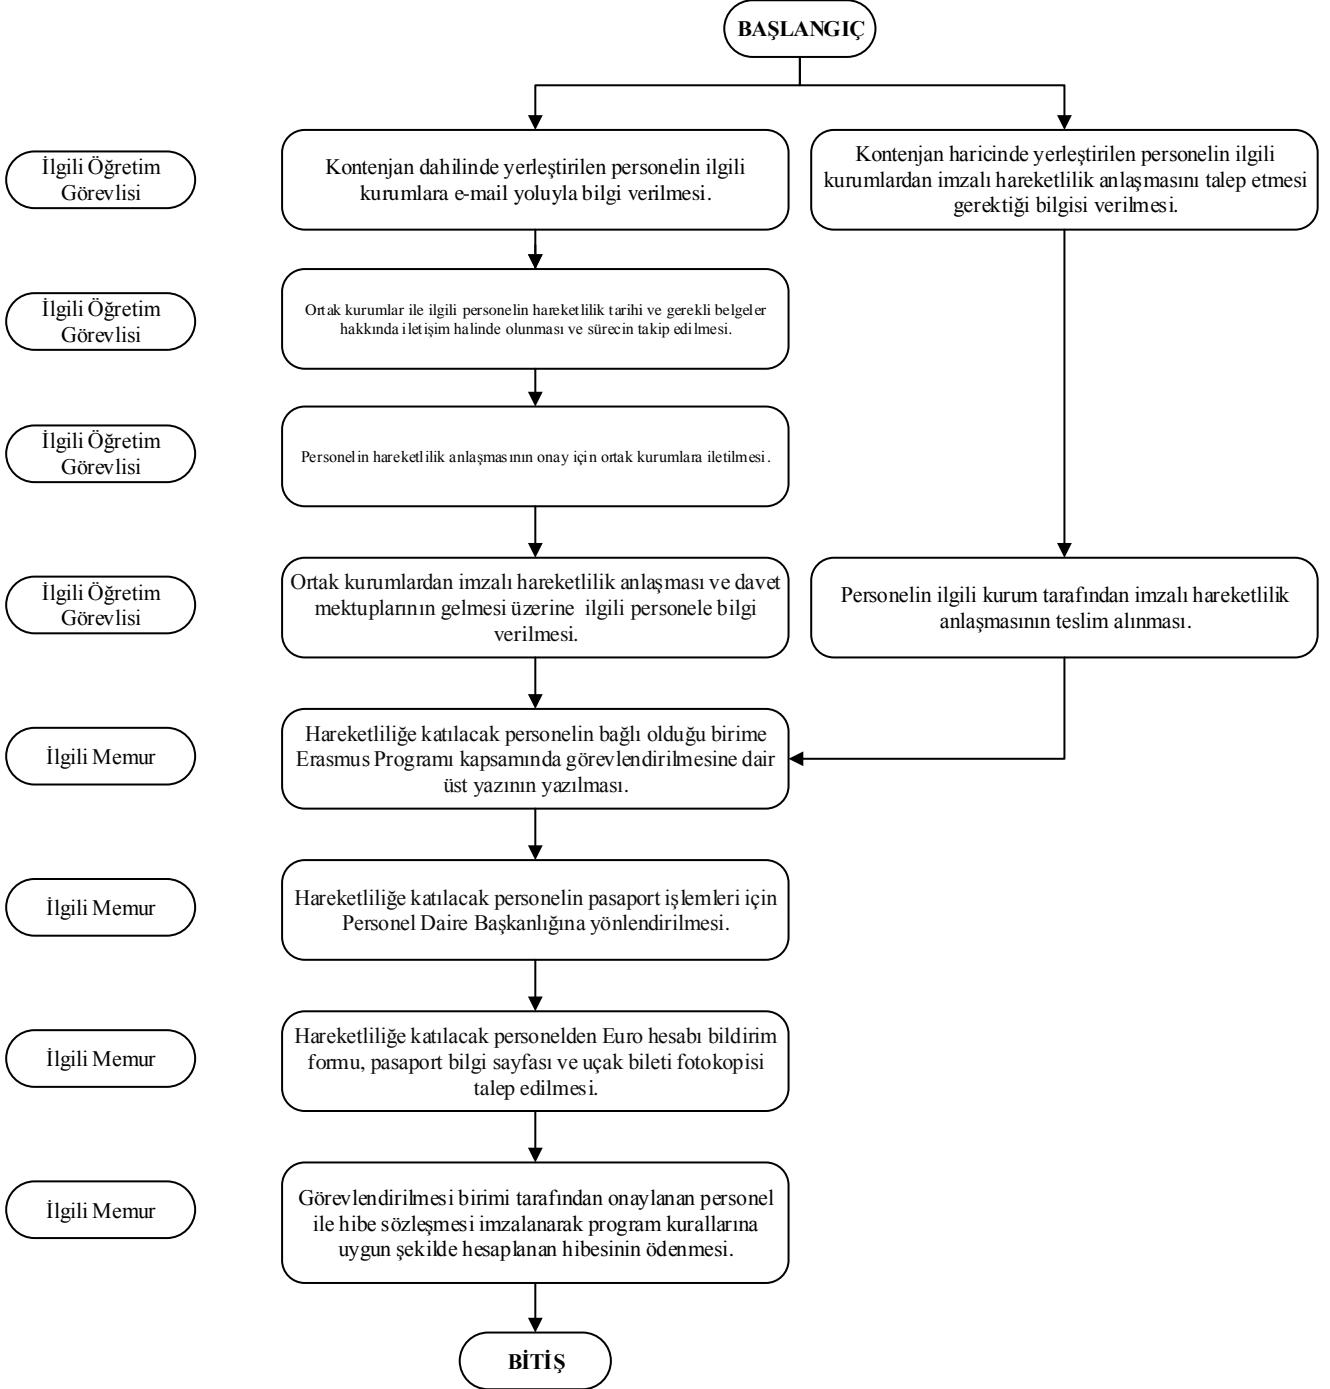 BAŞLANGIÇ
İlgili Öğretim
Görevlisi
Kontenjan dahilinde yerleştirilen personelin ilgili
kurumlara e-mail yoluyla bilgi verilmesi.
Kontenjan haricinde yerleştirilen personelin ilgili
kurumlardan imzalı hareketlilik anlaşmasını talep etmesi
gerektiği bilgisi verilmesi.
İlgili Öğretim
Görevlisi
Ortak kurumlar ile ilgili personelin hareketlilik tarihi ve gerekli belgeler
hakkında iletişim halinde olunması ve sürecin takip edilmesi.
İlgili Öğretim
Görevlisi
Personelin hareketlilik anlaşmasının onay için ortak kurumlara iletilmesi.
İlgili Öğretim
Görevlisi
Ortak kurumlardan imzalı hareketlilik anlaşması ve davet
mektuplarının gelmesi üzerine ilgili personele bilgi
verilmesi.
Personelin ilgili kurum tarafından imzalı hareketlilik
anlaşmasının teslim alınması.
İlgili Memur
Hareketliliğe katılacak personelin bağlı olduğu birime
Erasmus Programı kapsamında görevlendirilmesine dair
üst yazının yazılması.
İlgili Memur
Hareketliliğe katılacak personelin pasaport işlemleri için
Personel Daire Başkanlığına yönlendirilmesi.
İlgili Memur
Hareketliliğe katılacak personelden Euro hesabı bildirim
formu, pasaport bilgi sayfası ve uçak bileti fotokopisi
talep edilmesi.
İlgili Memur
Görevlendirilmesi birimi tarafından onaylanan personel
ile hibe sözleşmesi imzalanarak program kurallarına
uygun şekilde hesaplanan hibesinin ödenmesi.
BİTİŞ